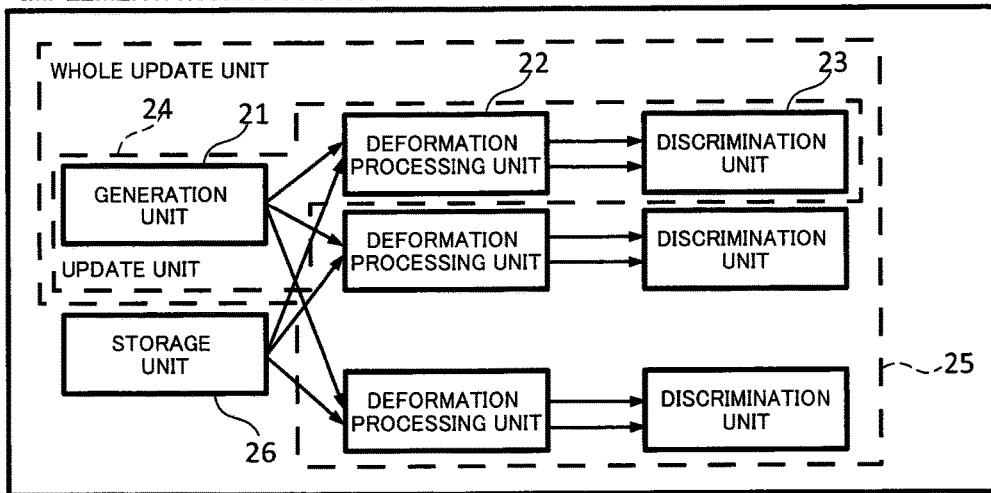 WHOLE UPDATE UNIT
22
23
24
21
DEFORMATION
PROCESSING UNIT
DISCRIMINATION
UNIT
GENERATION
UNIT
DEFORMATION
PROCESSING UNIT
DISCRIMINATION
UNIT
UPDATE UNIT
STORAGE
UNIT
25
DEFORMATION
PROCESSING UNIT
DISCRIMINATION
UNIT
26